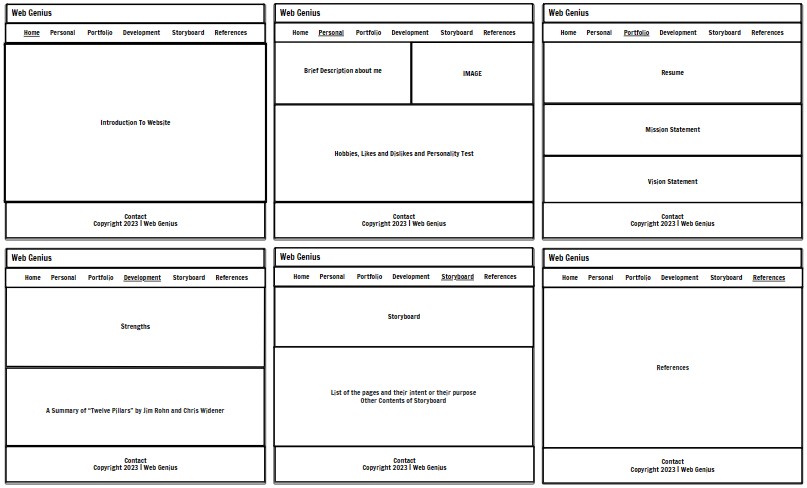 Web Genius
Home Personal Portfolio Development Storyboard References
Introduction To Website
Contact
Copyright 2023 | Web Genius
Web Genius
Home Personal Portfolio Development Storyboard References
Brief Description about me
IMAGE
Hobbies, Likes and Dislikes and Personality Test
Contact
Copyright 2023 | Web Genius
Web Genius
Home Personal Portfolio Development Storyboard References
Resume
Mission Statement
Vision Statement
Contact
Copyright 2023 | Web Genius
Web Genius
Home Personal Portfolio Development Storyboard References
Strengths
A Summary of “Twelve Pillars” by Jim Rohn and Chris Widener
Contact
Copyright 2023 | Web Genius
Web Genius
Home Personal Portfolio Development Storyboard References
Storyboard
List of the pages and their intent or their purpose
Other Contents of Storyboard
Contact
Copyright 2023 | Web Genius
Web Genius
Home Personal Portfolio Development Storyboard References
References
Contact
Copyright 2023 | Web Genius